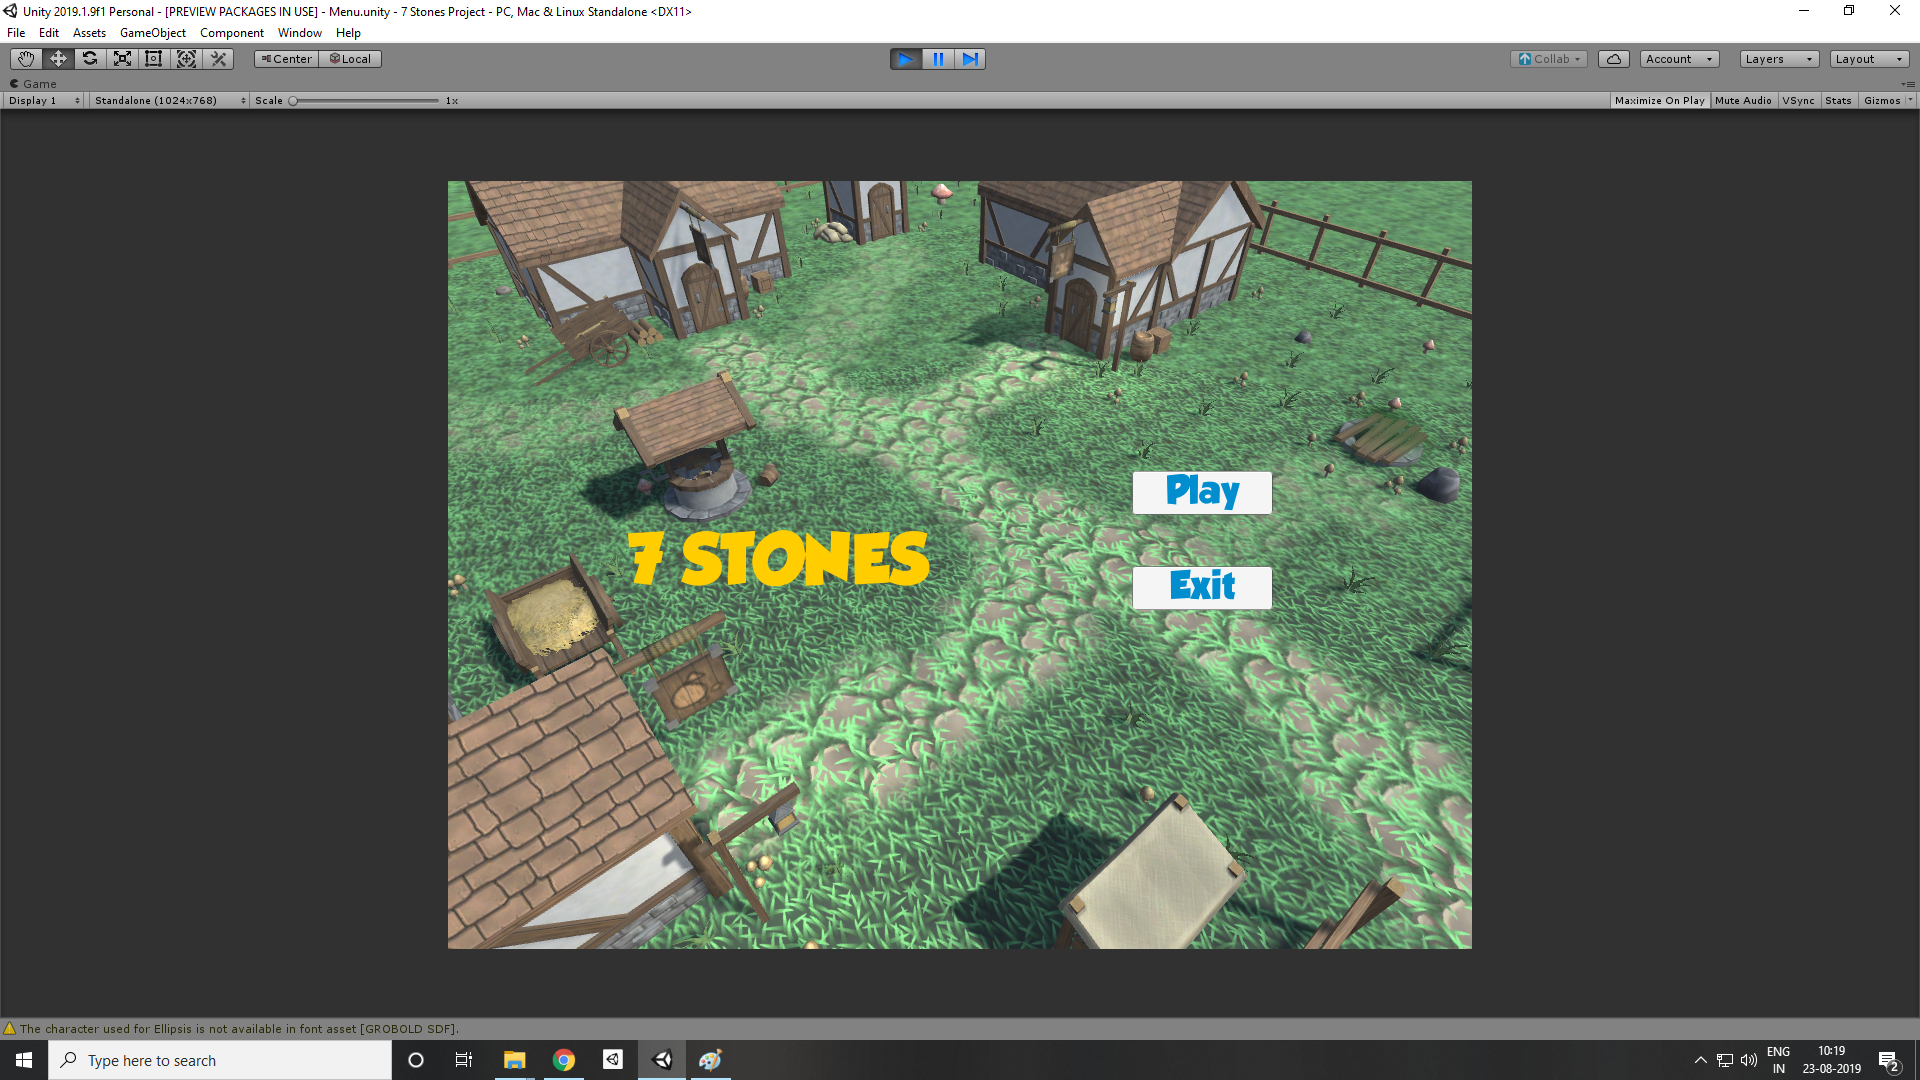 Unity 2019.1.9f1 Personal - [PREVIEW PACKAGES IN USE] - Menu.unity - 7 Stones Project - PC, Mac & Linux Standalone <DX11>
File Edit Assets GameObject Component Window Help
Center Local Collab Account Layers Layout
Game
Display 1 Standalone (1024x768) Scale 1x Maximize On Play Mute Audio VSync Stats Gizmos
Play
7 STONES
Exit
The character used for Ellipsis is not available in font asset [GROBOLD SDF].
Type here to search
ENG
IN
10:19
23-08-2019
2